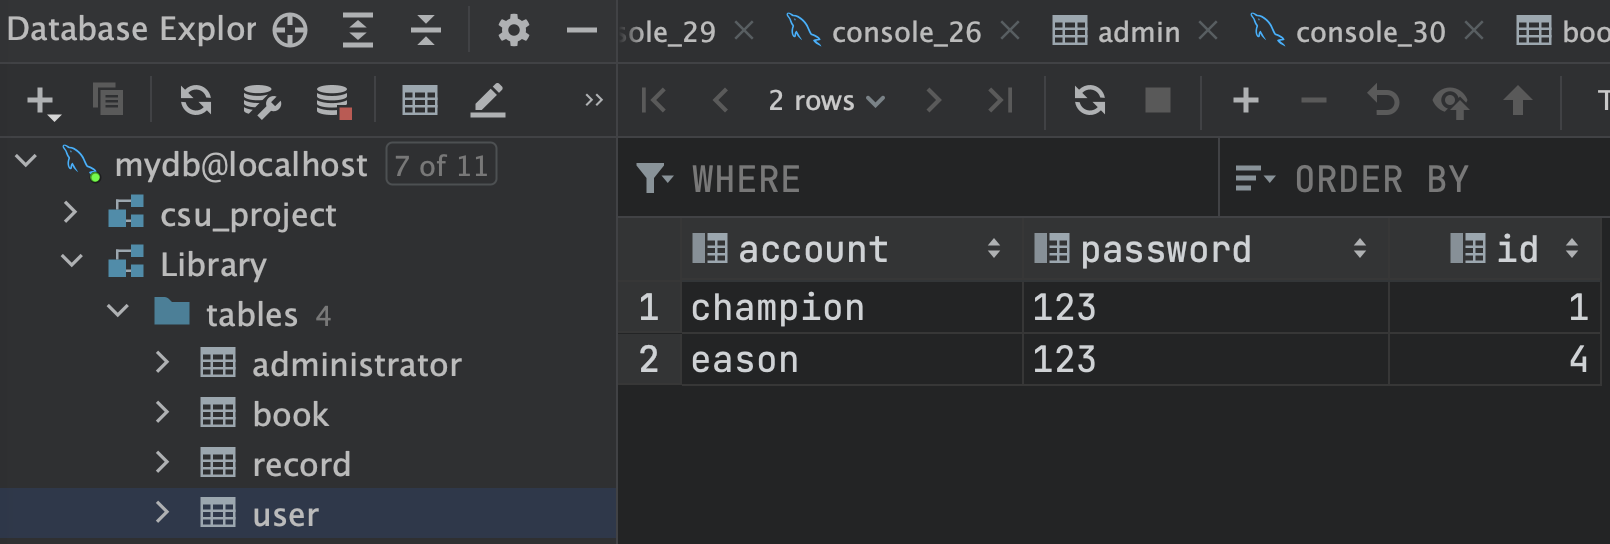 Database Explor
sole_29
console_26
admin
console_30
boo
2 rows
T
mydb@localhost 7 of 11
csu_project
Library
tables 4
administrator
book
record
user
WHERE
ORDER BY
account password id
1 champion 123 1
2 eason 123 4